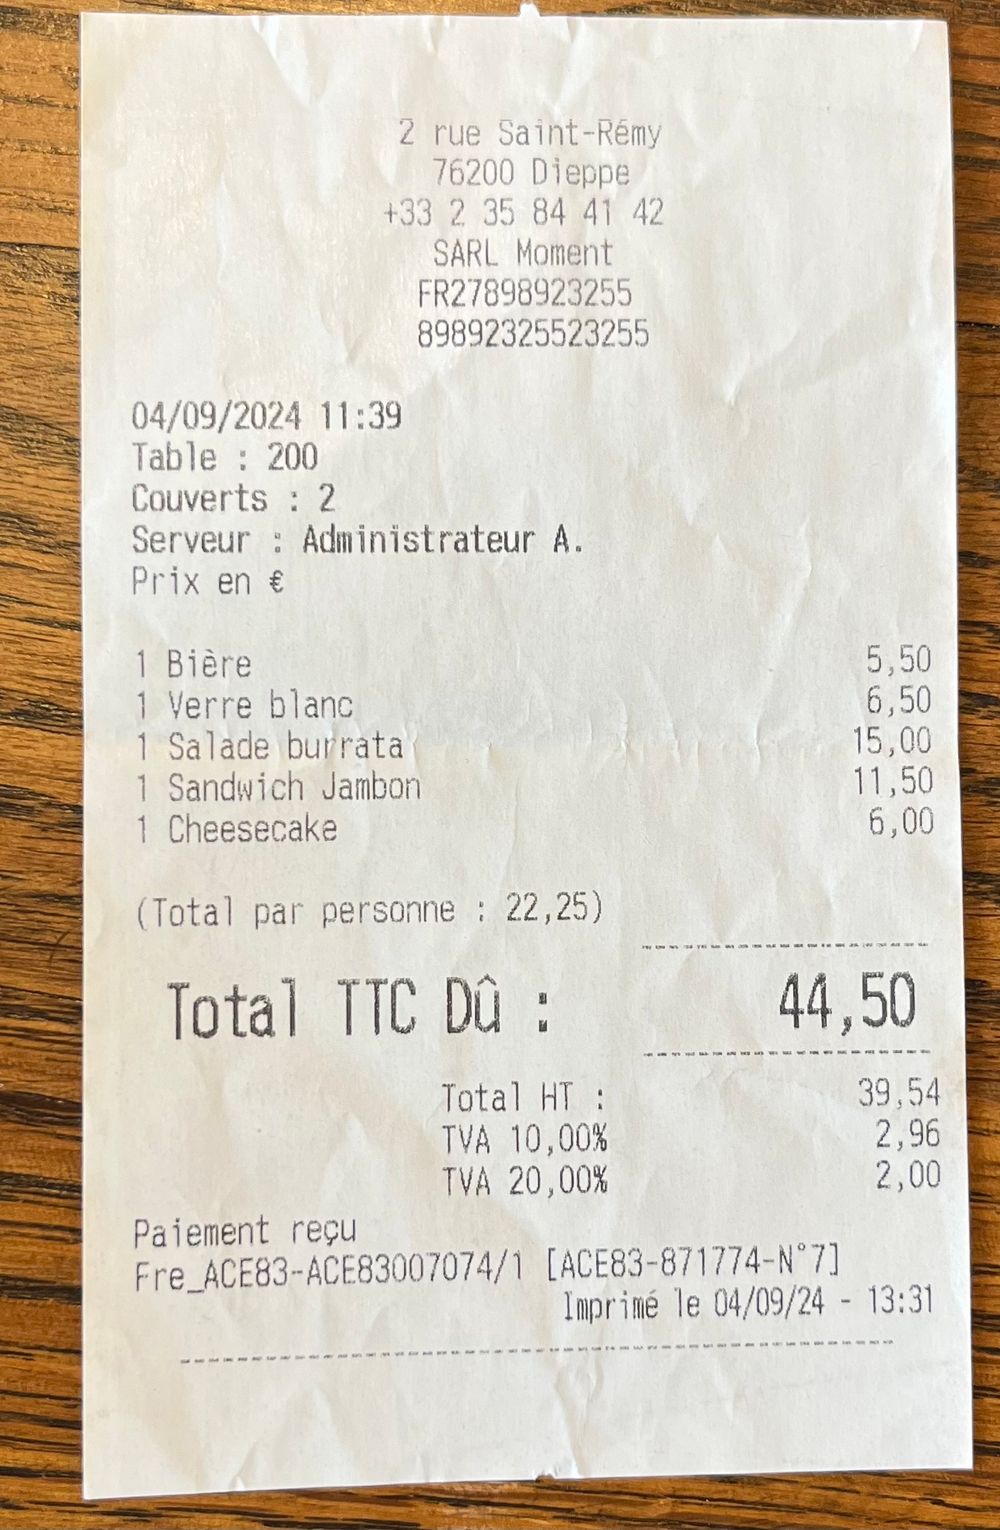 2 rue Saint-Rémy
76200 Dieppe
+33 2 35 84 41 42
SARL Moment
FR27898923255
89892325523255
04/09/2024 11:39
Table : 200
Couverts : 2
Serveur : Administrateur A.
Prix en €
1 Bière 5,50
1 Verre blanc 6,50
1 Salade burrata 15,00
1 Sandwich Jambon 11,50
1 Cheesecake 6,00
(Total par personne : 22,25)
Total TTC Dû : 44,50
Total HT : 39,54
TVA 10,00% 2,96
TVA 20,00% 2,00
Paiement reçu
Fre_ACE83-ACE83007074/1 [ACE83-871774-N°7]
Imprimé le 04/09/24 - 13:31